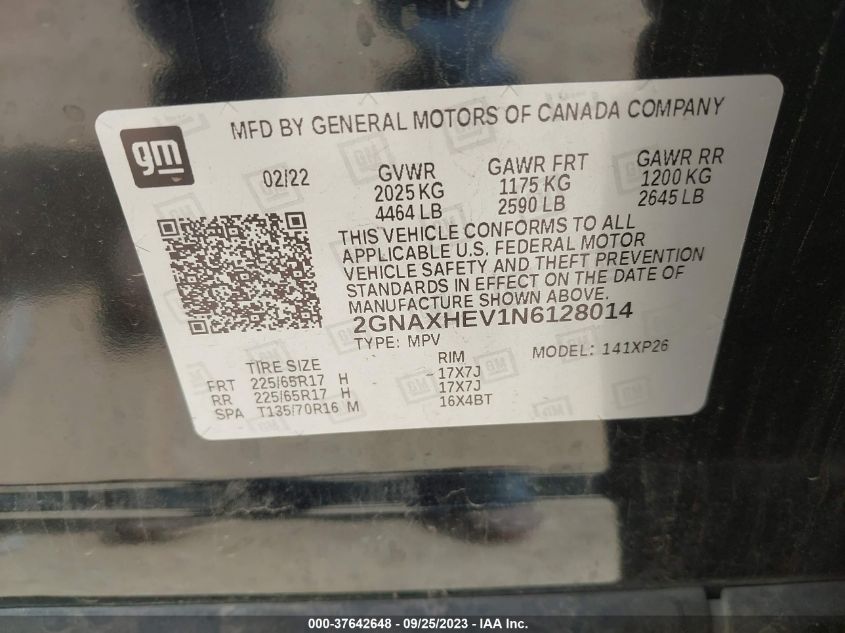 MFD BY GENERAL MOTORS OF CANADA COMPANY
gm
02/22
GVWR
2025 KG
4464 LB
GAWR FRT
1175 KG
2590 LB
GAWR RR
1200 KG
2645 LB
THIS VEHICLE CONFORMS TO ALL
APPLICABLE U.S. FEDERAL MOTOR
VEHICLE SAFETY AND THEFT PREVENTION
STANDARDS IN EFFECT ON THE DATE OF
MANUFACTURE SHOWN ABOVE.
2GNAXHEV1N6128014
TYPE: MPV
MODEL: 141XP26
TIRE SIZE RIM
FRT 225/65R17 H 17X7J
RR 225/65R17 H 17X7J
SPA T135/70R16 M 16X4BT
000-37642648 - 09/25/2023 - IAA Inc.